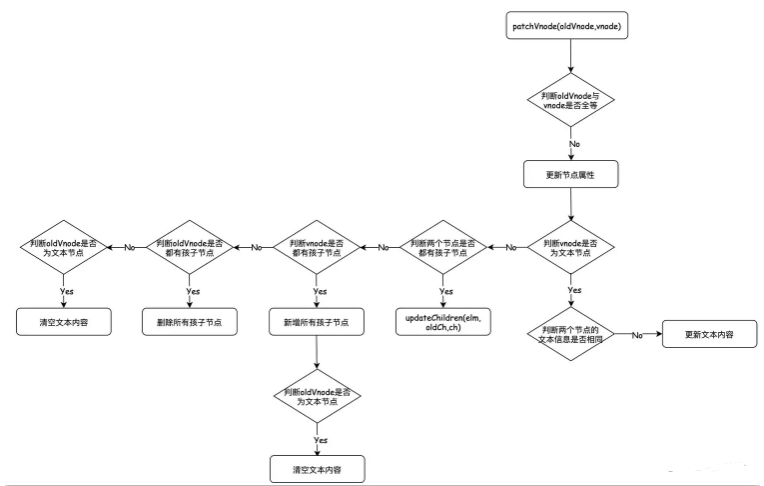 patchVnode(oldVnode,vnode)
判断oldVnode与
vnode是否全等
No
更新节点属性
判断oldVnode是否
为文本节点
No
判断oldVnode是否
都有孩子节点
No
判断vnode是否
都有孩子节点
No
判断两个节点是否
都有孩子节点
No
判断vnode是否
为文本节点
Yes
Yes
Yes
Yes
Yes
清空文本内容
删除所有孩子节点
新增所有孩子节点
updateChildren(elm,
oldCh,ch)
判断两个节点的
文本信息是否相同
No
更新文本内容
判断oldVnode是否
为文本节点
Yes
清空文本内容